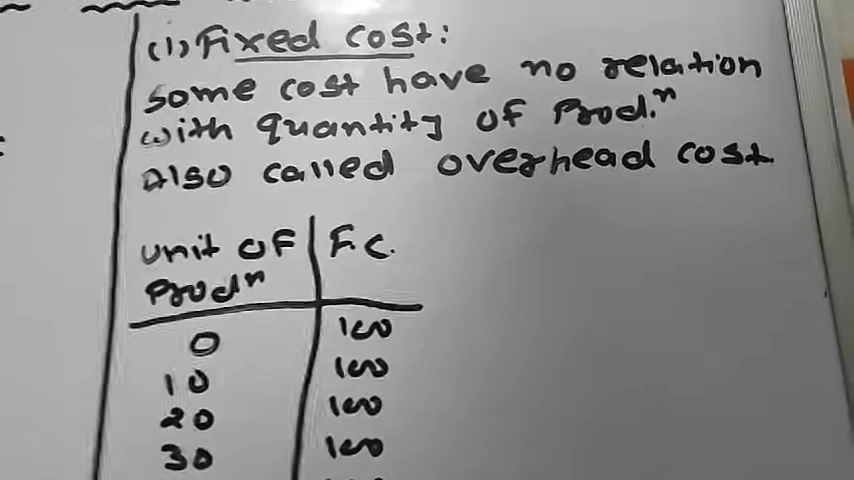 (1) Fixed cost:
some cost have no relation
with quantity of Prod.n
Also called overhead cost.
unit of | F.C.
Prodn
0 | 100
10 | 100
20 | 100
30 | 100